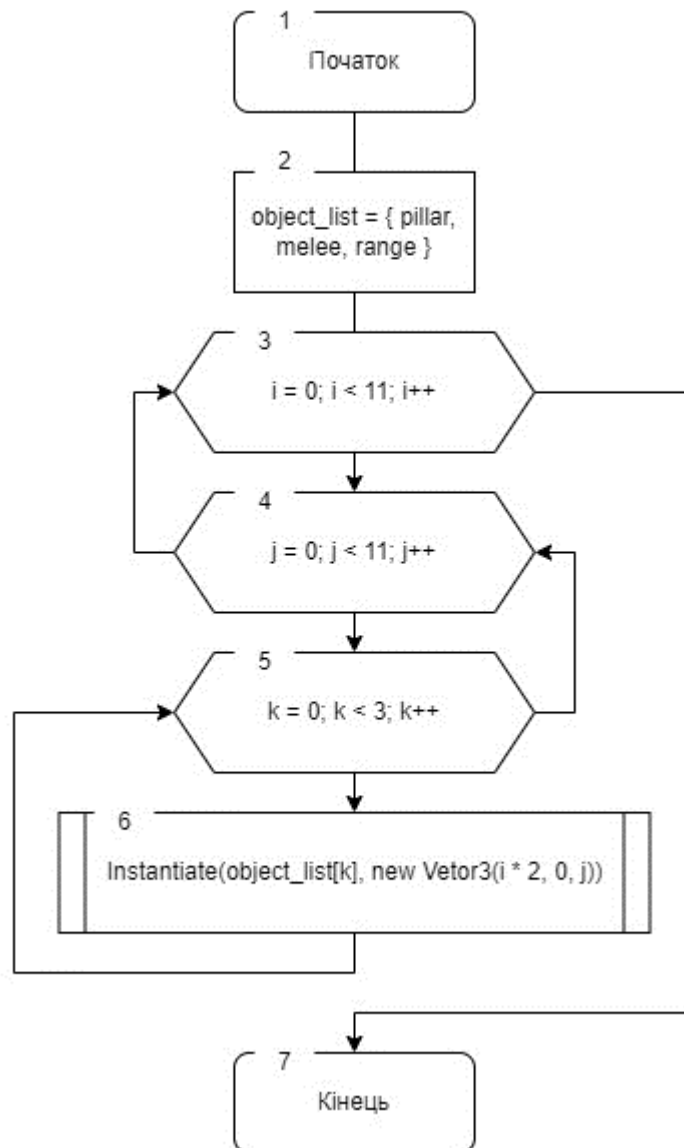 1
Початок
2
object_list = { pillar,
melee, range }
3
i = 0; i < 11; i++
4
j = 0; j < 11; j++
5
k = 0; k < 3; k++
6
Instantiate(object_list[k], new Vetor3(i * 2, 0, j))
7
Кінець